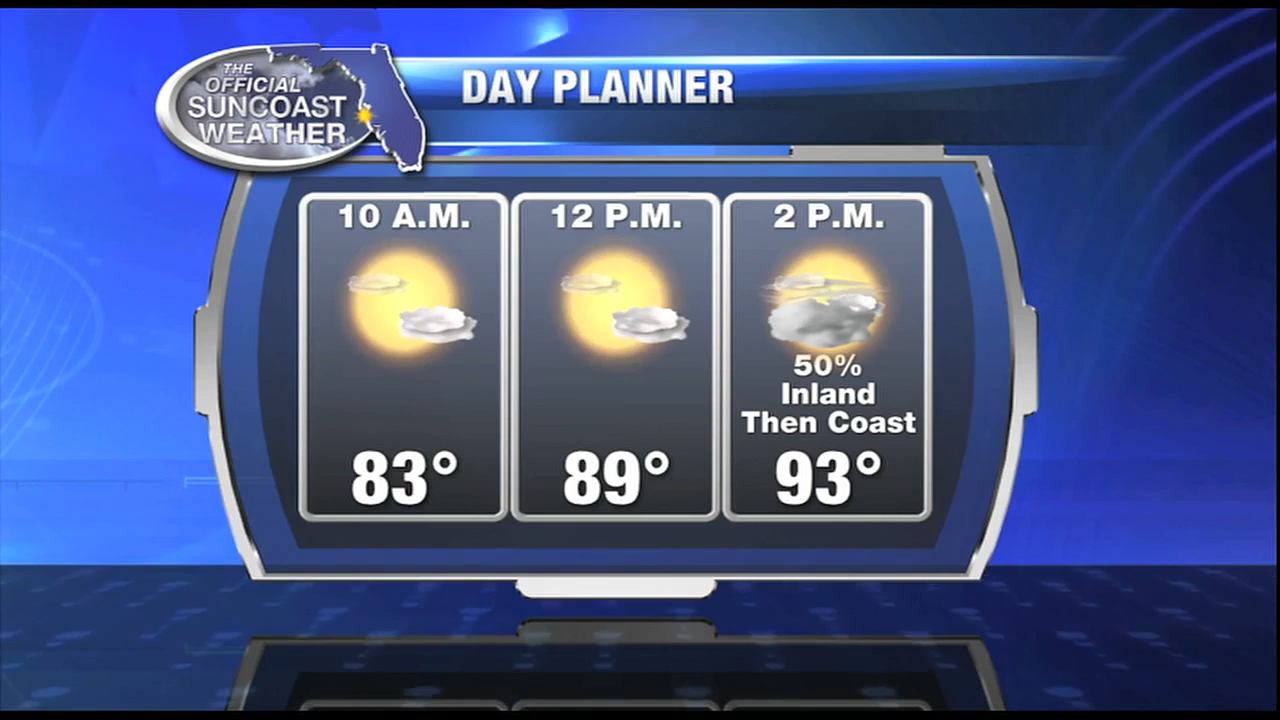 THE
OFFICIAL
SUNCOAST
WEATHER
DAY PLANNER
10 A.M.
83°
12 P.M.
89°
2 P.M.
50%
Inland
Then Coast
93°